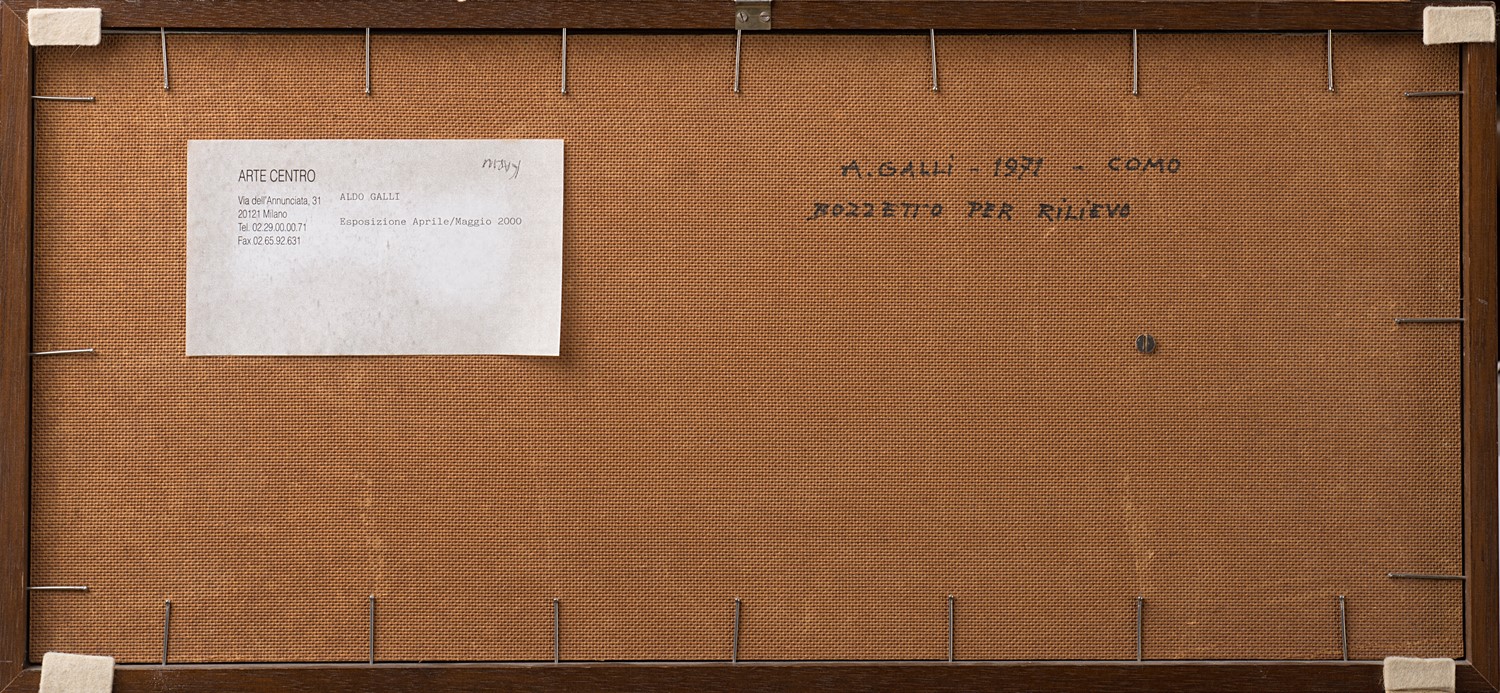 ARTE CENTRO
Via dell'Annunciata, 31
20121 Milano
Tel. 02.29.00.00.71
Fax 02.65.92.631
ALDO GALLI
Esposizione Aprile/Maggio 2000
A. GALLi - 1971 - COMO
BOZZETTO PER RiLiEVO